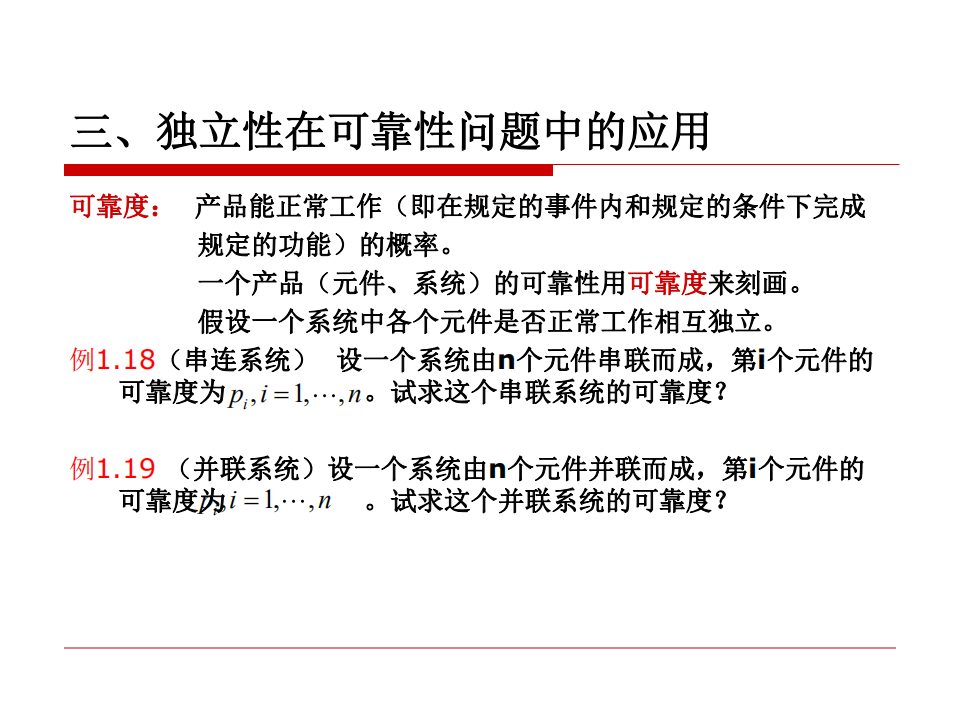 三、独立性在可靠性问题中的应用
可靠度： 产品能正常工作（即在规定的事件内和规定的条件下完成
规定的功能）的概率。
一个产品（元件、系统）的可靠性用可靠度来刻画。
假设一个系统中各个元件是否正常工作相互独立。
例1.18（串连系统） 设一个系统由n个元件串联而成，第i个元件的
可靠度为 pᵢ, i = 1, ⋯, n 。试求这个串联系统的可靠度？
例1.19 （并联系统）设一个系统由n个元件并联而成，第i个元件的
可靠度为 pᵢ, i = 1, ⋯, n 。试求这个并联系统的可靠度？